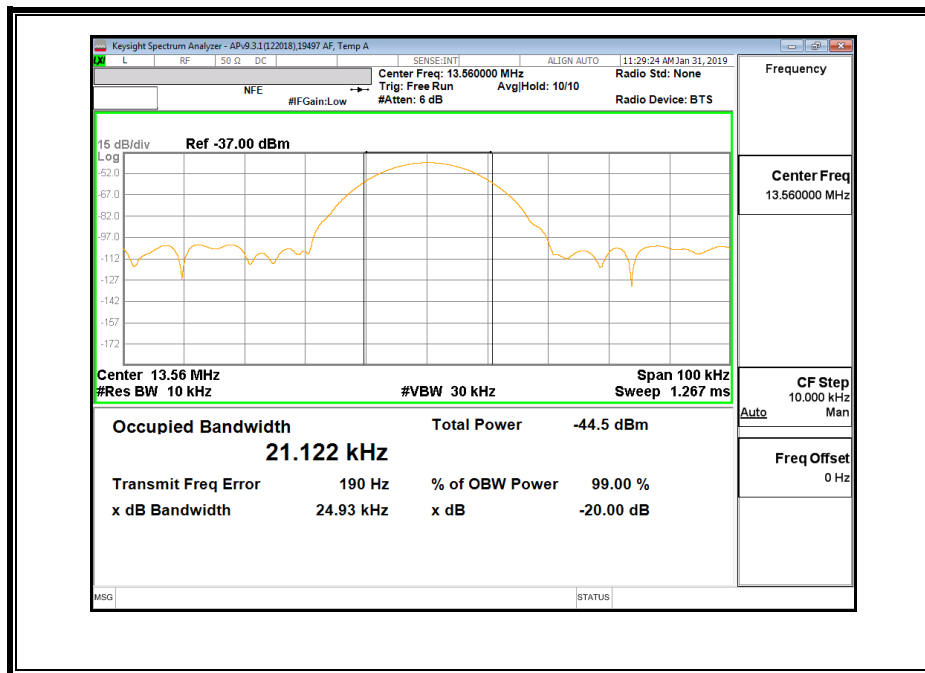 Keysight Spectrum Analyzer - APv9.3.1(122018),19497 AF, Temp A
LXI L RF 50 Ω DC SENSE:INT ALIGN AUTO 11:29:24 AM Jan 31, 2019
Center Freq: 13.560000 MHz Radio Std: None
NFE Trig: Free Run Avg|Hold: 10/10
#IFGain:Low #Atten: 6 dB Radio Device: BTS
15 dB/div Ref -37.00 dBm
Log
-52.0
-67.0
-82.0
-97.0
-112
-127
-142
-157
-172
Center 13.56 MHz Span 100 kHz
#Res BW 10 kHz #VBW 30 kHz Sweep 1.267 ms
Occupied Bandwidth Total Power -44.5 dBm
21.122 kHz
Transmit Freq Error 190 Hz % of OBW Power 99.00 %
x dB Bandwidth 24.93 kHz x dB -20.00 dB
MSG STATUS
Frequency
Center Freq
13.560000 MHz
CF Step
10.000 kHz
Auto Man
Freq Offset
0 Hz